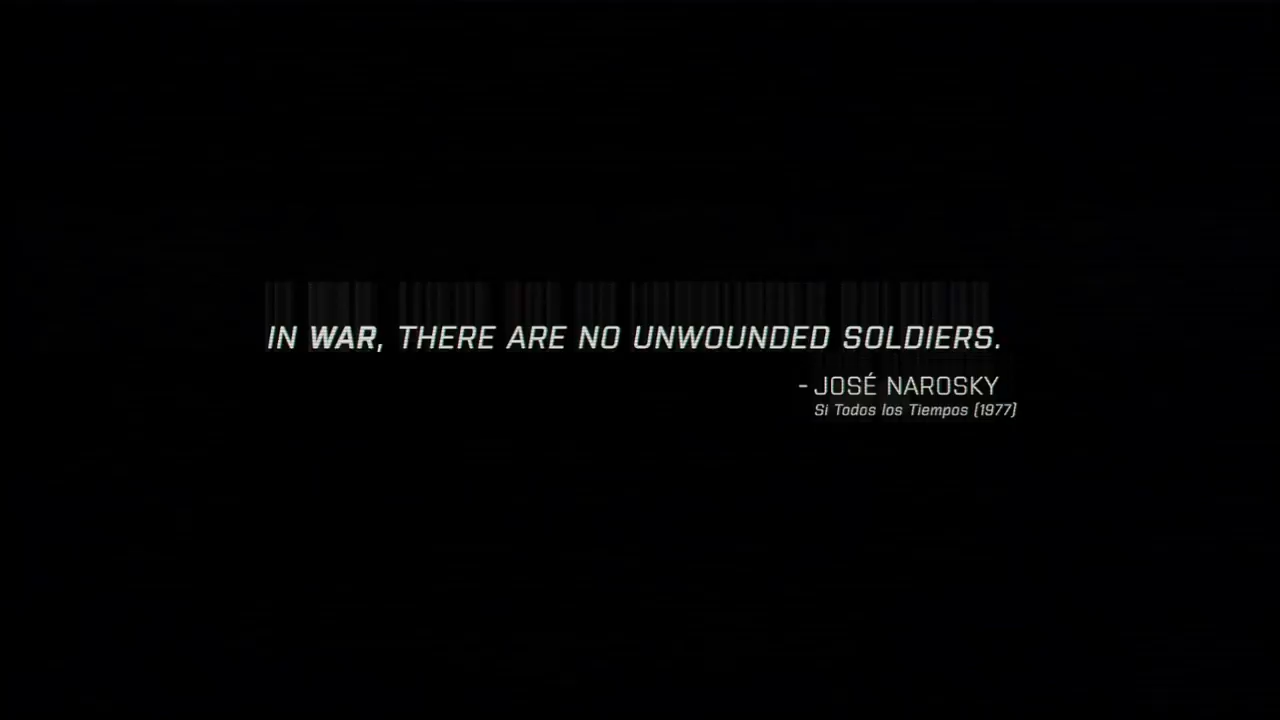 IN WAR, THERE ARE NO UNWOUNDED SOLDIERS.
- JOSÉ NAROSKY
Si Todos los Tiempos (1977)